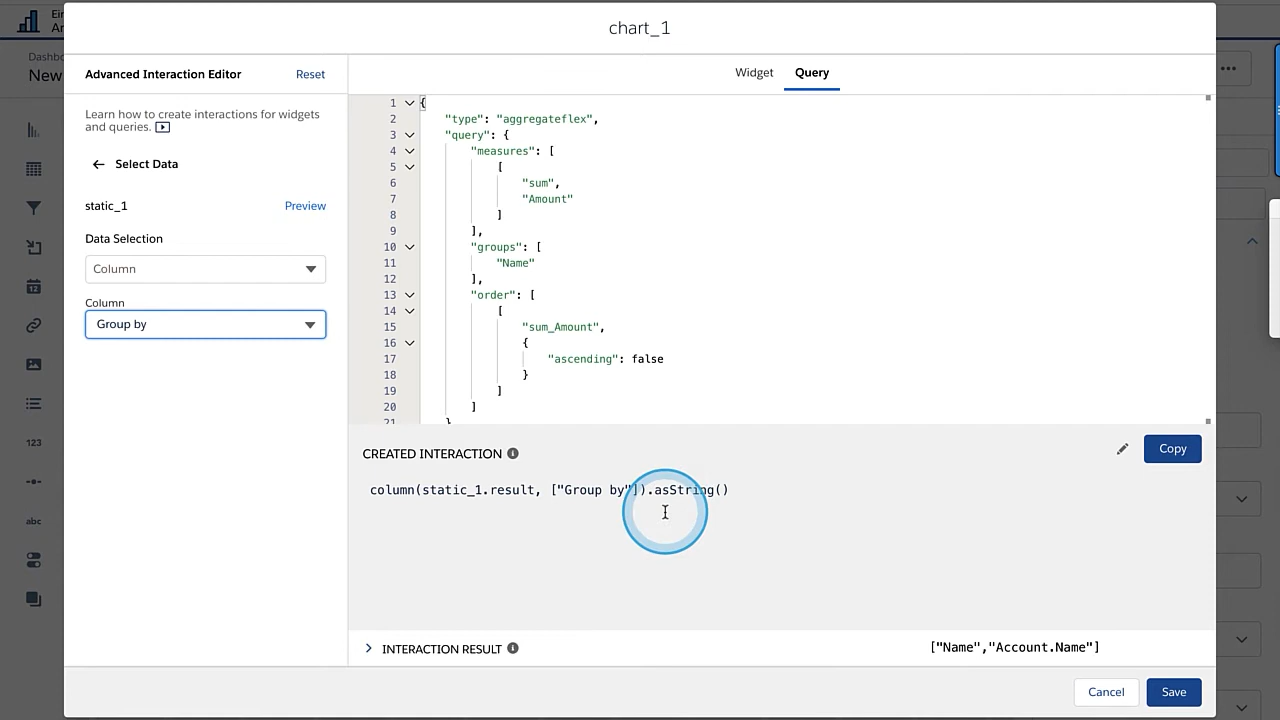 chart_1
Ei
Ar
Dashbo
New
Advanced Interaction Editor
Reset
Learn how to create interactions for widgets
and queries.
Select Data
static_1
Preview
Data Selection
Column
Column
Group by
Widget
Query
1 {
2 "type": "aggregateflex",
3 "query": {
4 "measures": [
5 [
6 "sum",
7 "Amount"
8 ]
9 ],
10 "groups": [
11 "Name"
12 ],
13 "order": [
14 [
15 "sum_Amount",
16 {
17 "ascending": false
18 }
19 ]
20 ]
21 }
CREATED INTERACTION
Copy
column(static_1.result, ["Group by"]).asString()
INTERACTION RESULT
["Name","Account.Name"]
Cancel
Save
12
123
abc